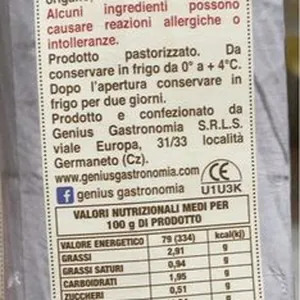 origano,
Alcuni ingredienti possono
causare reazioni allergiche o
intolleranze.
Prodotto pastorizzato. Da
conservare in frigo da 0° a + 4°C.
Dopo l'apertura conservare in
frigo per due giorni.
Prodotto e confezionato da
Genius Gastronomia S.R.L.S.
viale Europa, 31/33 località
Germaneto (Cz).
www.geniusgastronomia.com CE
f genius gastronomia U1U3K
VALORI NUTRIZIONALI MEDI PER
100 g DI PRODOTTO
VALORE ENERGETICO 79 (334) kcal(kj)
GRASSI 2,91 g
GRASSI SATURI 0,94 g
CARBOIDRATI 1,95 g
ZUCCHERI 0,51 g